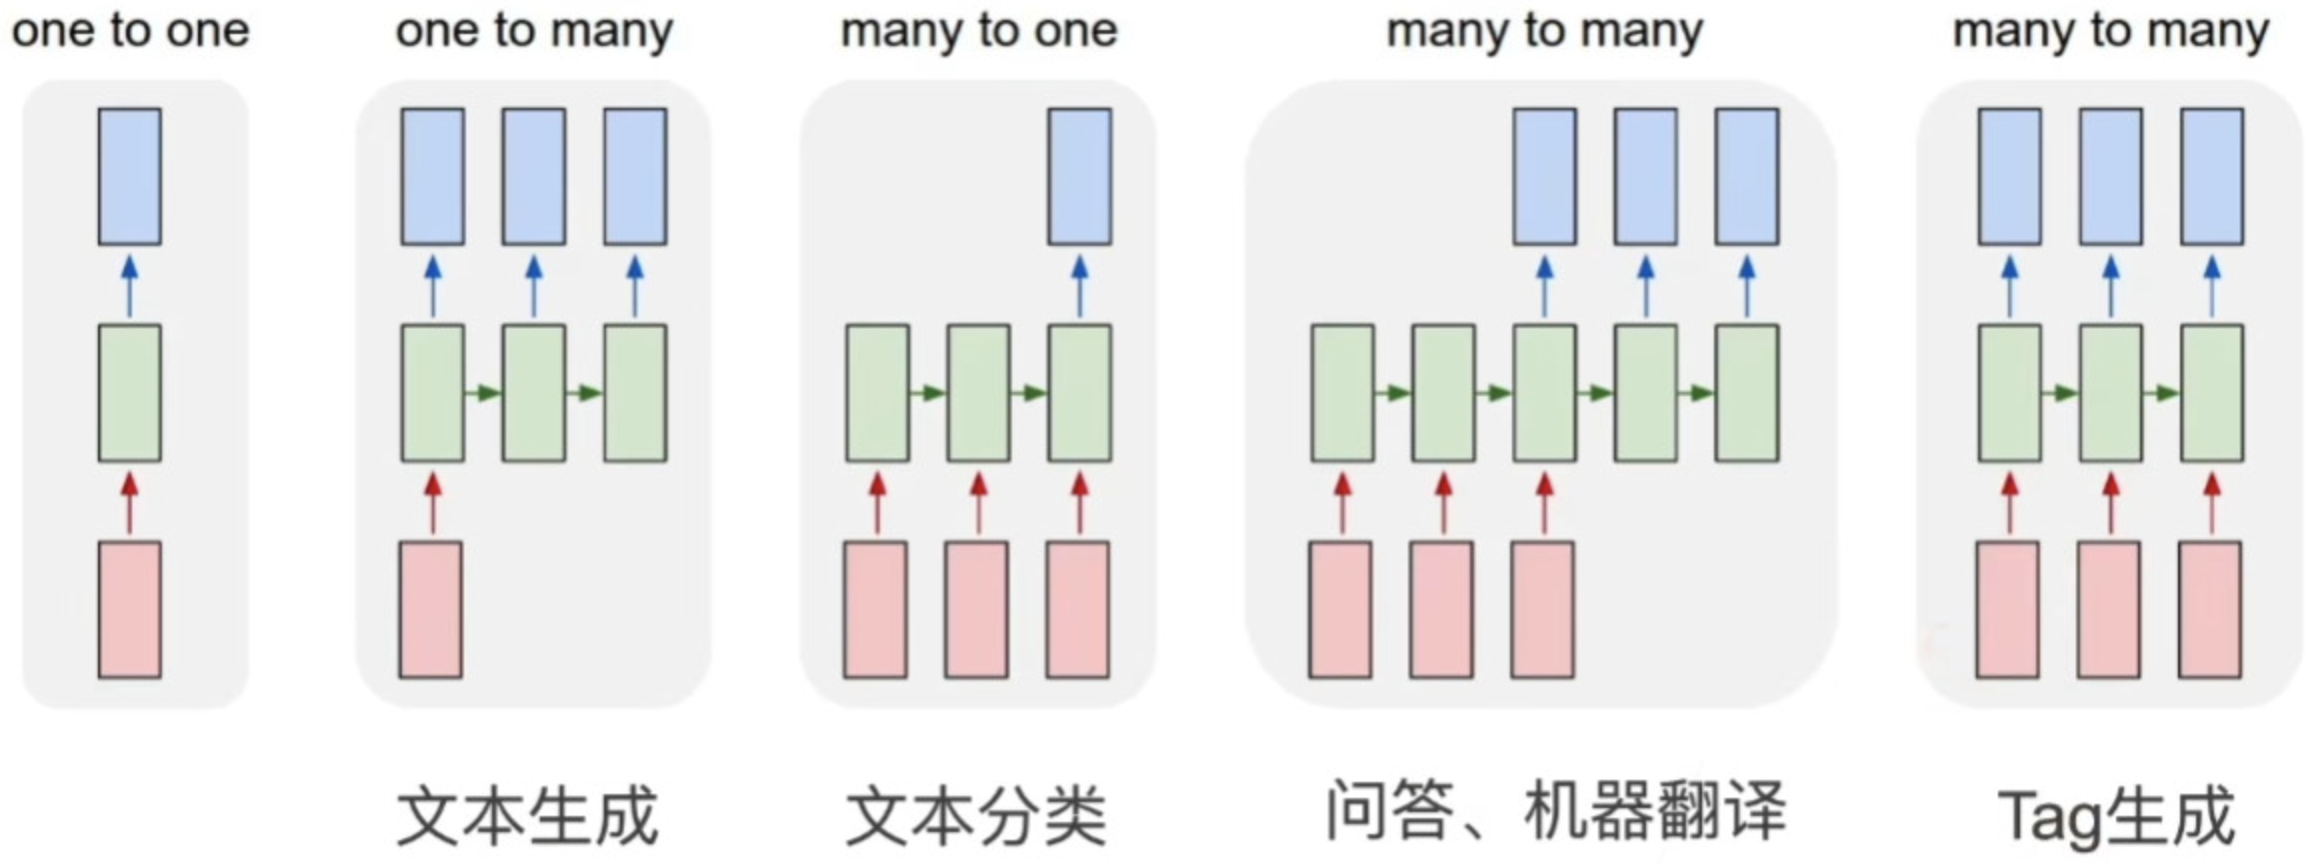 one to one
one to many
many to one
many to many
many to many
文本生成
文本分类
问答、机器翻译
Tag生成